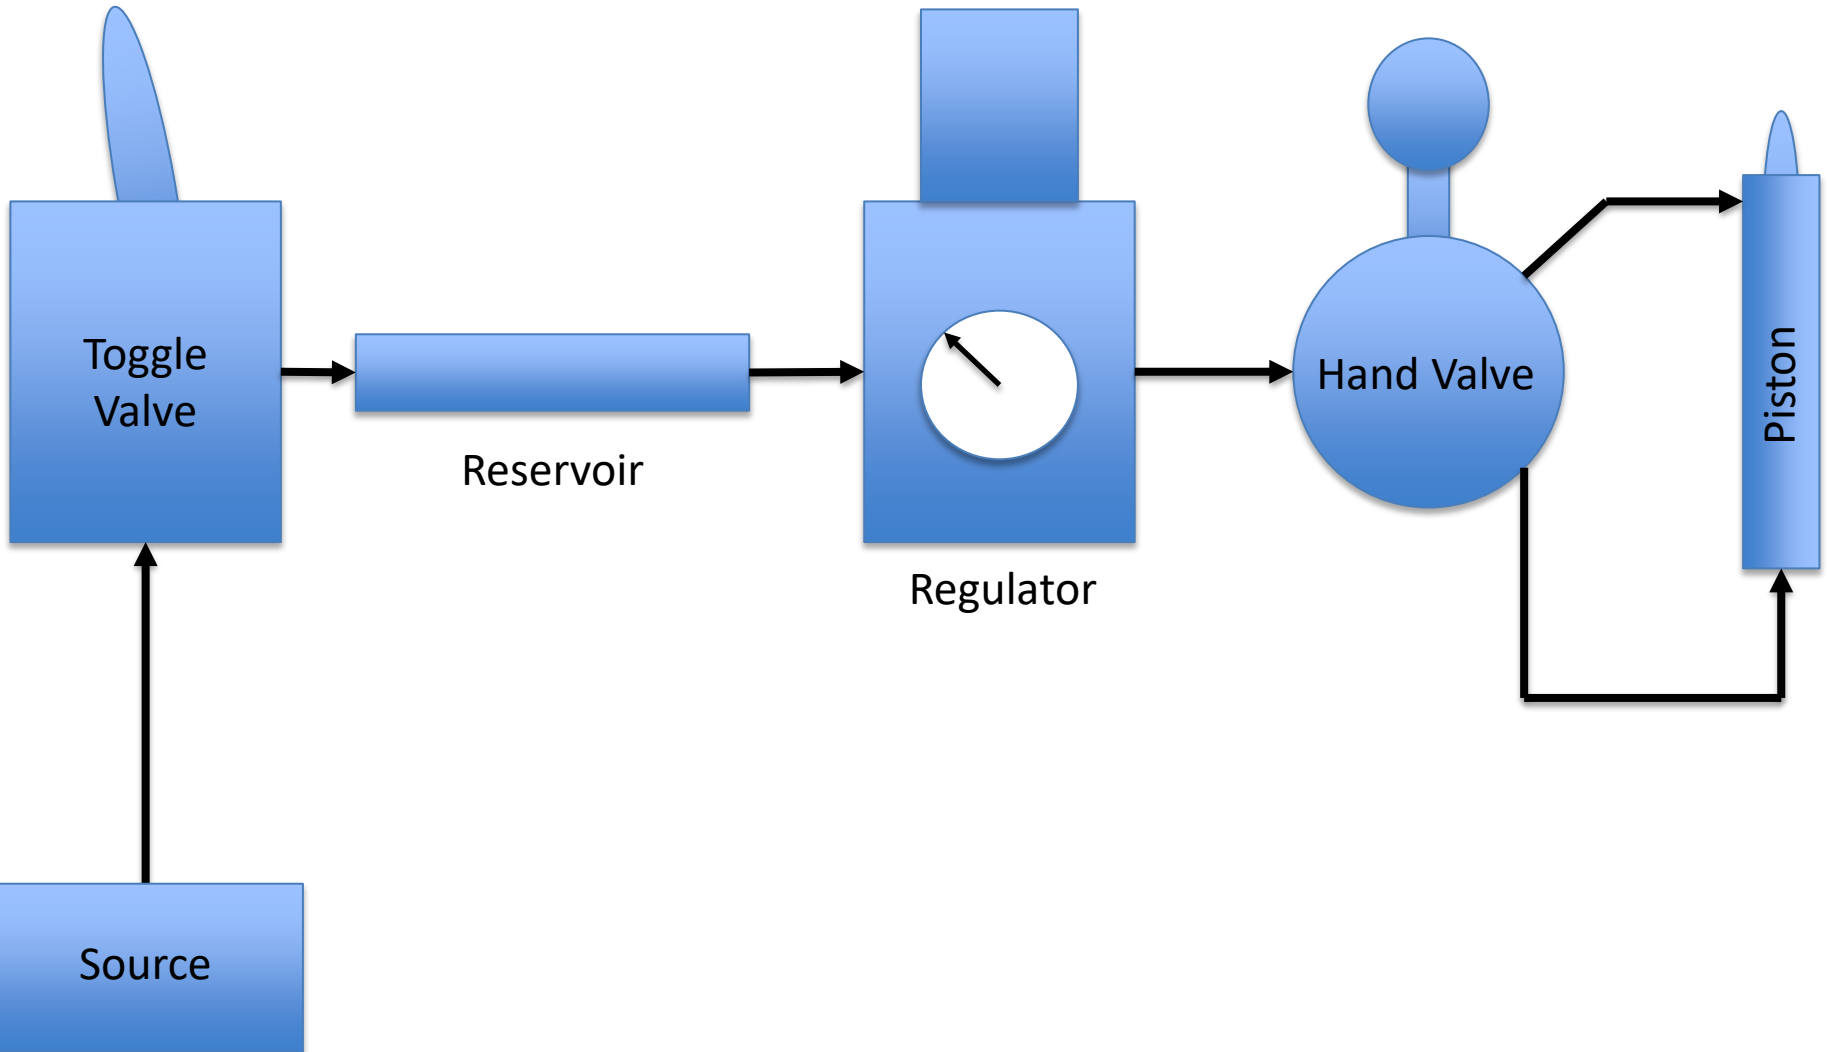 Toggle
Valve
Reservoir
Regulator
Hand Valve
Piston
Source